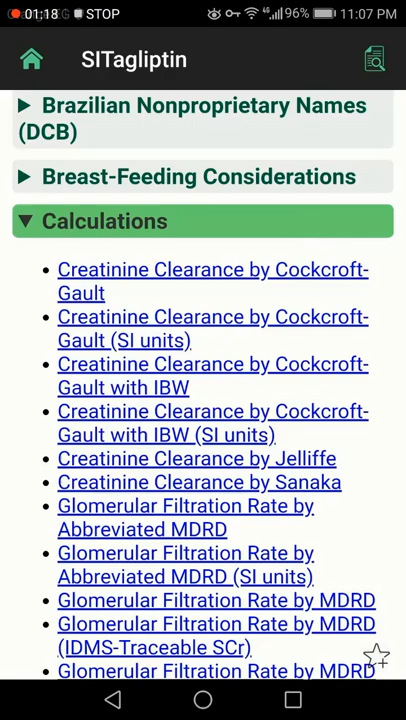 01:18 STOP 4G 96% 11:07 PM
SITagliptin
Brazilian Nonproprietary Names
(DCB)
Breast-Feeding Considerations
Calculations
Creatinine Clearance by Cockcroft-
Gault
Creatinine Clearance by Cockcroft-
Gault (SI units)
Creatinine Clearance by Cockcroft-
Gault with IBW
Creatinine Clearance by Cockcroft-
Gault with IBW (SI units)
Creatinine Clearance by Jelliffe
Creatinine Clearance by Sanaka
Glomerular Filtration Rate by
Abbreviated MDRD
Glomerular Filtration Rate by
Abbreviated MDRD (SI units)
Glomerular Filtration Rate by MDRD
Glomerular Filtration Rate by MDRD
(IDMS-Traceable SCr)
Glomerular Filtration Rate by MDRD